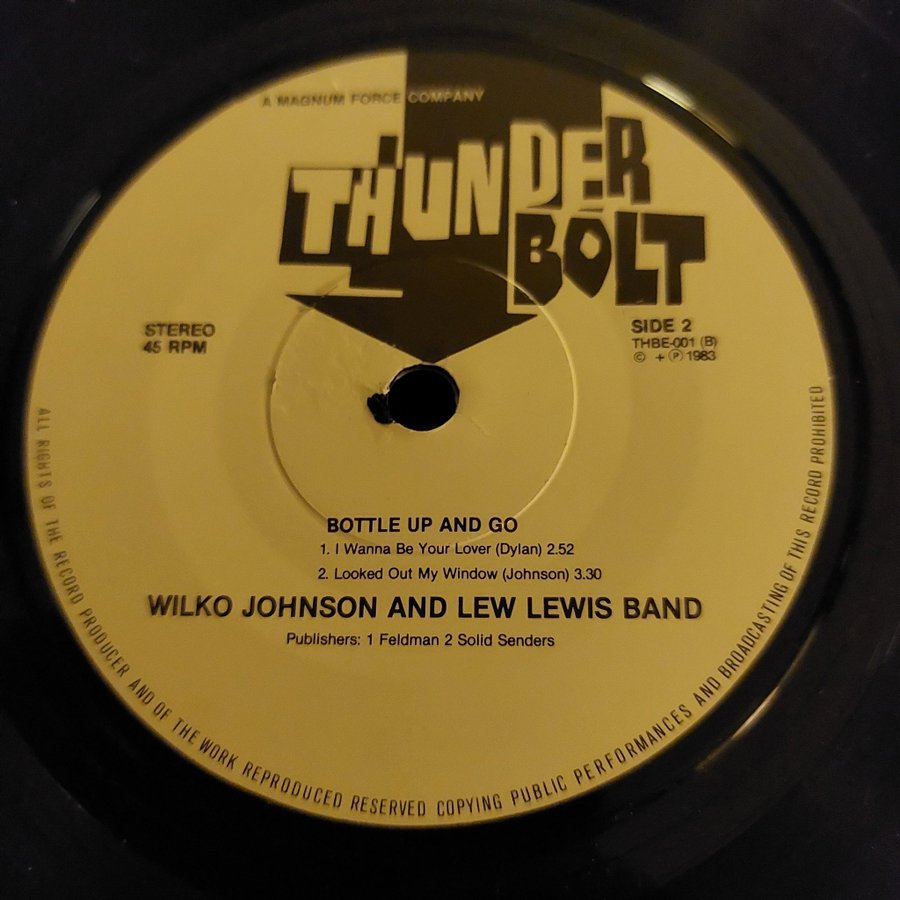 A MAGNUM FORCE COMPANY
THUNDER
BOLT
STEREO
45 RPM
SIDE 2
THBE-001 (B)
© + ℗ 1983
BOTTLE UP AND GO
1. I Wanna Be Your Lover (Dylan) 2.52
2. Looked Out My Window (Johnson) 3.30
WILKO JOHNSON AND LEW LEWIS BAND
Publishers: 1 Feldman 2 Solid Senders
ALL RIGHTS OF THE RECORD PRODUCER AND OF THE WORK REPRODUCED RESERVED COPYING PUBLIC PERFORMANCES AND BROADCASTING OF THIS RECORD PROHIBITED